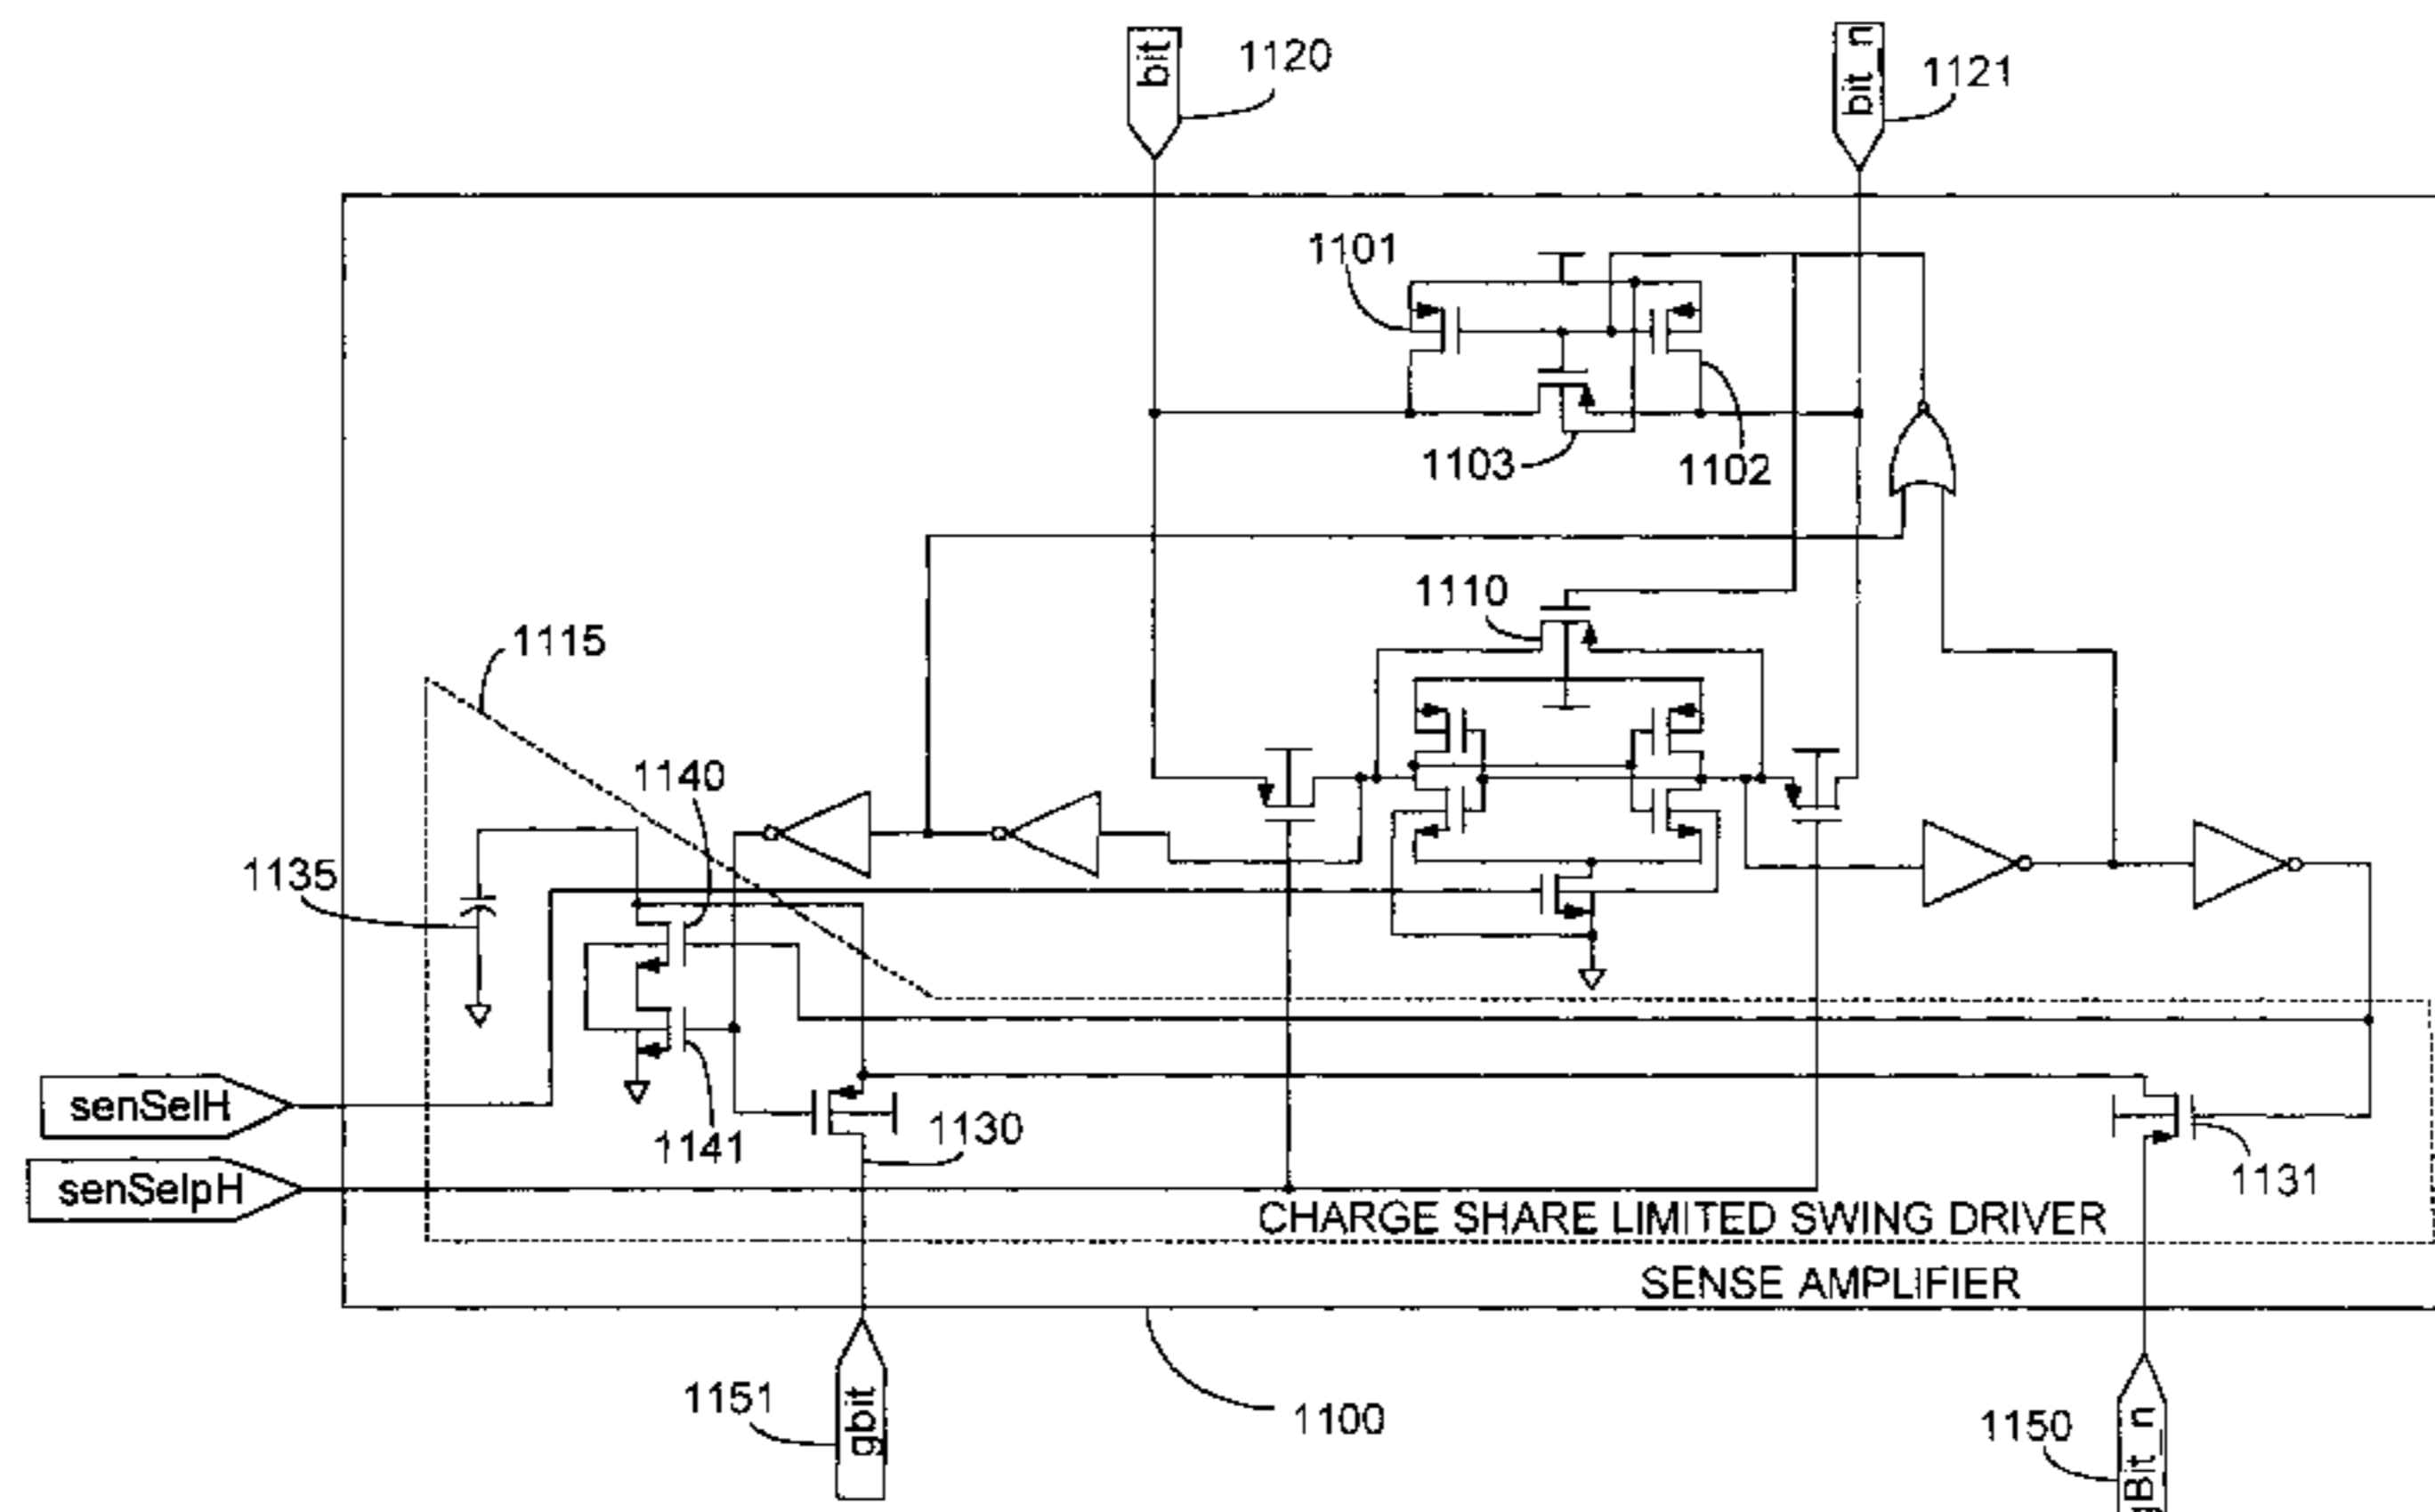 bit
1120
bit_n
1121
1101
1103
1102
1110
1115
1140
1135
senSelH
1141
1130
senSelpH
1131
CHARGE SHARE LIMITED SWING DRIVER
SENSE AMPLIFIER
1151
gbit
1100
1150
gBit_n